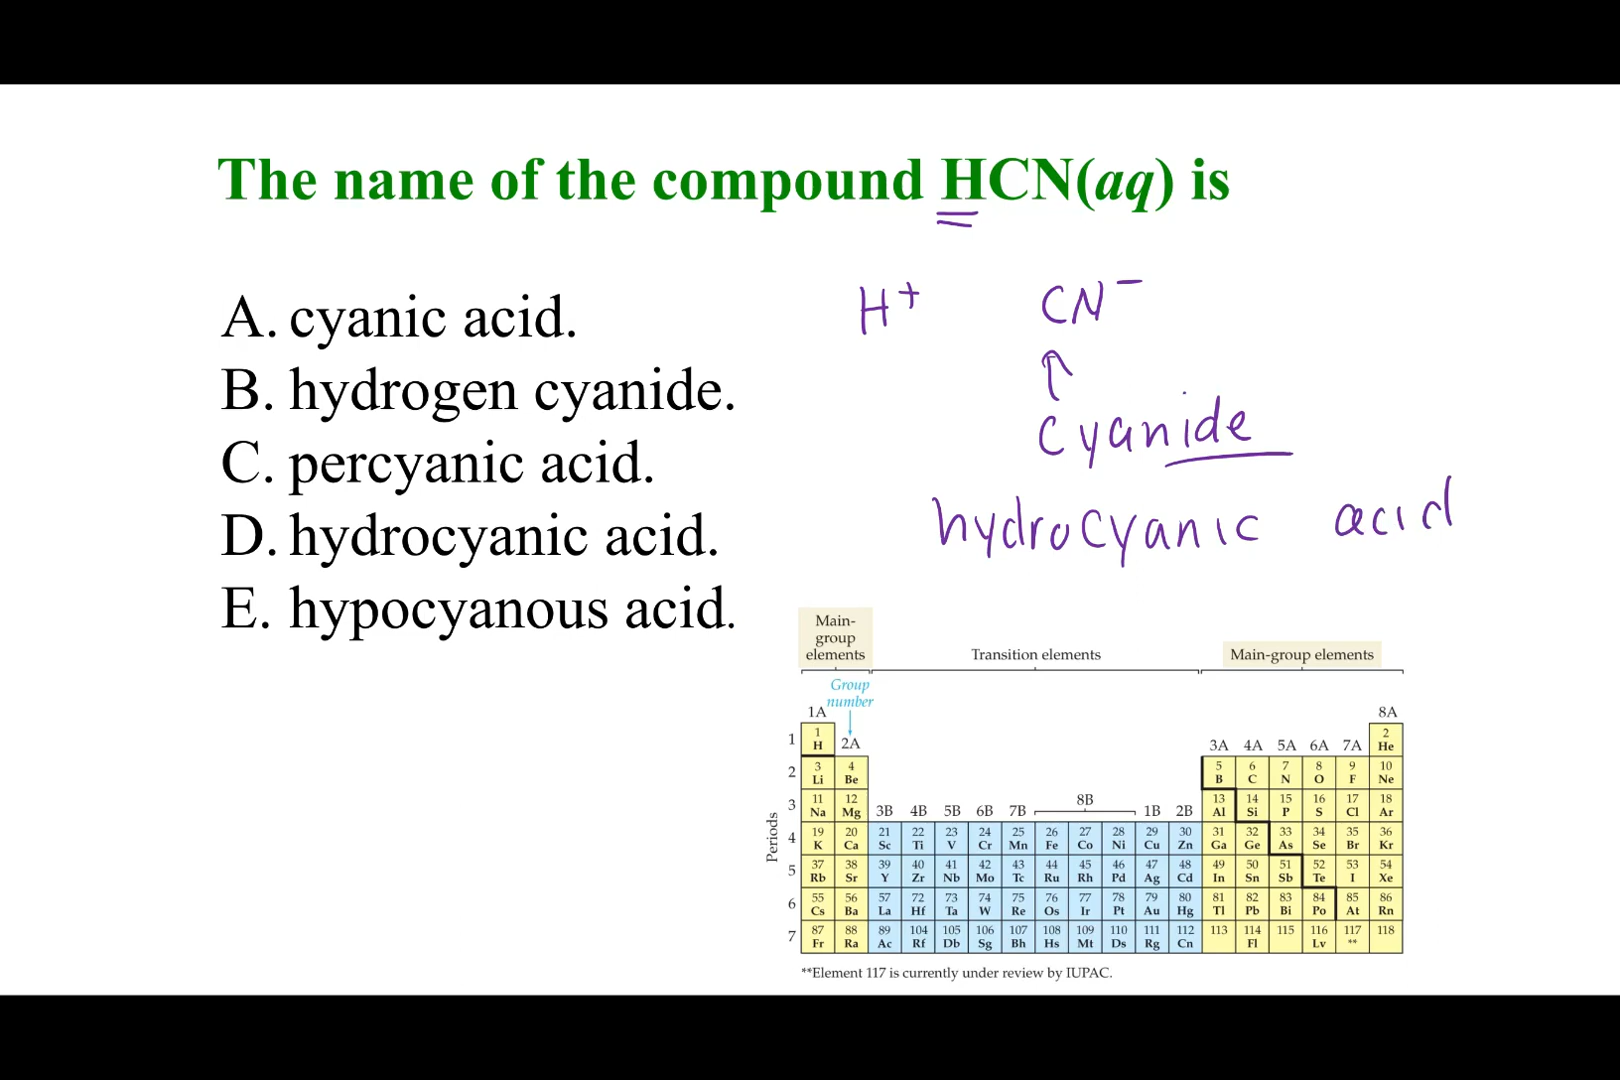 The name of the compound HCN(aq) is
A. cyanic acid.
B. hydrogen cyanide.
C. percyanic acid.
D. hydrocyanic acid.
E. hypocyanous acid.
H⁺ CN⁻
↑
cyanide
hydrocyanic acid
Main-
group
elements
Transition elements
Main-group elements
Group
number
1A
2A
3B 4B 5B 6B 7B 8B 1B 2B
3A 4A 5A 6A 7A
8A
Periods
1
1 2
H He
2
3 4 5 6 7 8 9 10
Li Be B C N O F Ne
3
11 12 13 14 15 16 17 18
Na Mg Al Si P S Cl Ar
4
19 20 21 22 23 24 25 26 27 28 29 30 31 32 33 34 35 36
K Ca Sc Ti V Cr Mn Fe Co Ni Cu Zn Ga Ge As Se Br Kr
5
37 38 39 40 41 42 43 44 45 46 47 48 49 50 51 52 53 54
Rb Sr Y Zr Nb Mo Tc Ru Rh Pd Ag Cd In Sn Sb Te I Xe
6
55 56 57 72 73 74 75 76 77 78 79 80 81 82 83 84 85 86
Cs Ba La Hf Ta W Re Os Ir Pt Au Hg Tl Pb Bi Po At Rn
7
87 88 89 104 105 106 107 108 109 110 111 112 113 114 115 116 117 118
Fr Ra Ac Rf Db Sg Bh Hs Mt Ds Rg Cn Fl Lv **
**Element 117 is currently under review by IUPAC.